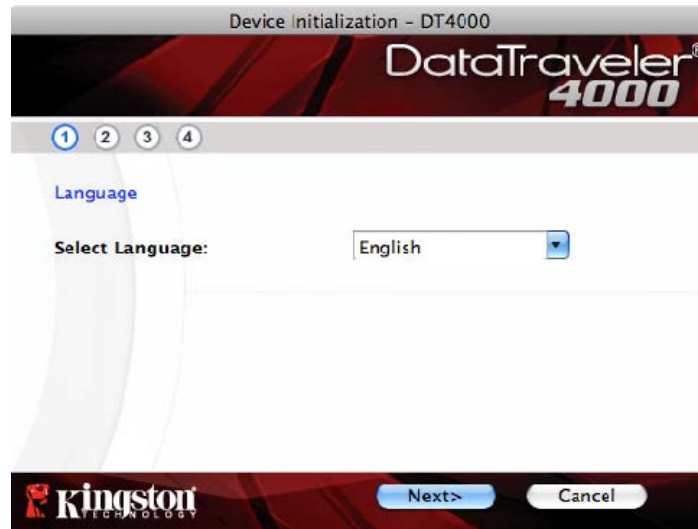 Device Initialization - DT4000
DataTraveler®
4000
1 2 3 4
Language
Select Language: English
Kingston
TECHNOLOGY
Next> Cancel